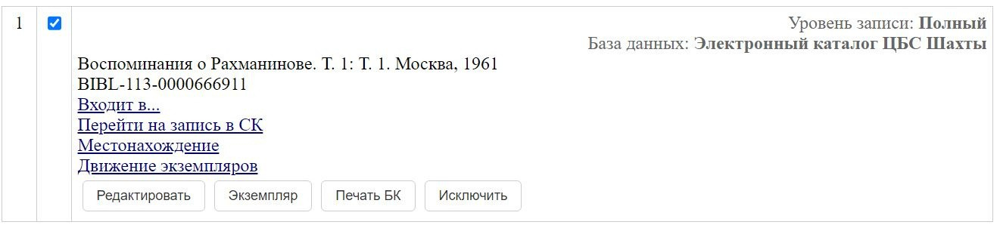 1
Уровень записи: Полный
База данных: Электронный каталог ЦБС Шахты
Воспоминания о Рахманинове. Т. 1: Т. 1. Москва, 1961
BIBL-113-0000666911
Входит в...
Перейти на запись в СК
Местонахождение
Движение экземпляров
Редактировать Экземпляр Печать БК Исключить